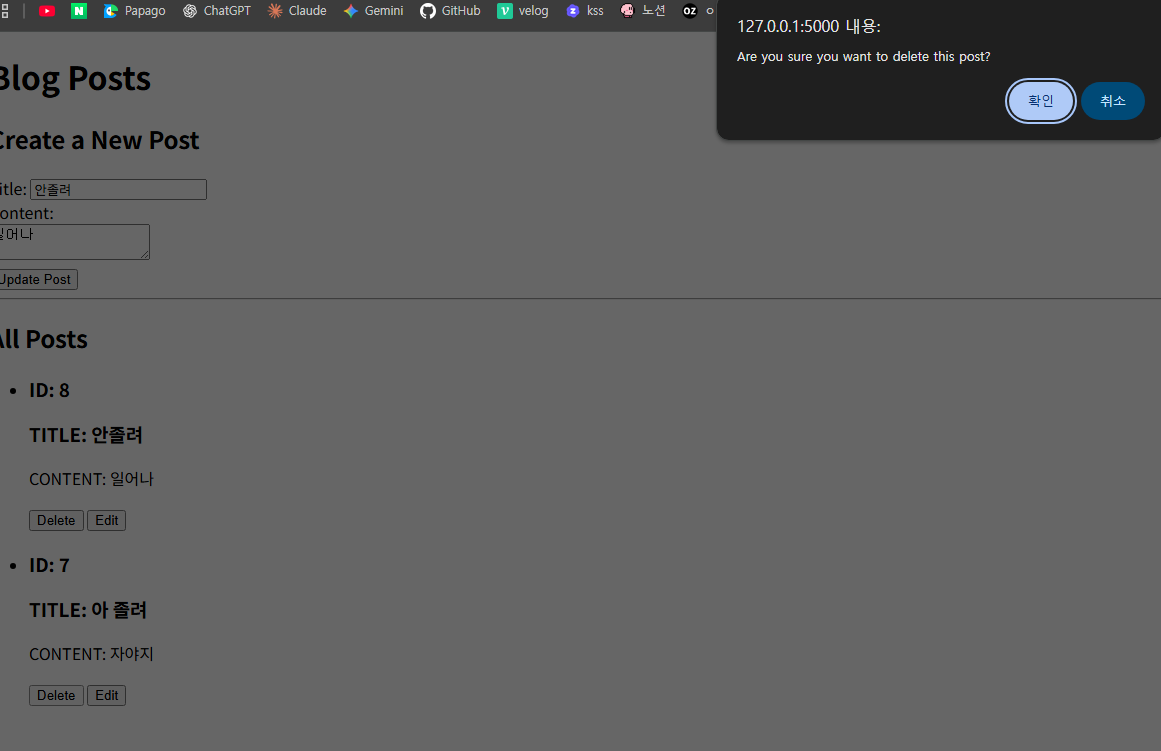 Papago ChatGPT Claude Gemini GitHub velog kss 노션
127.0.0.1:5000 내용:
Are you sure you want to delete this post?
확인 취소
Blog Posts
Create a New Post
itle: 안졸려
ontent:
일어나
Update Post
All Posts
ID: 8
TITLE: 안졸려
CONTENT: 일어나
Delete Edit
ID: 7
TITLE: 아 졸려
CONTENT: 자야지
Delete Edit